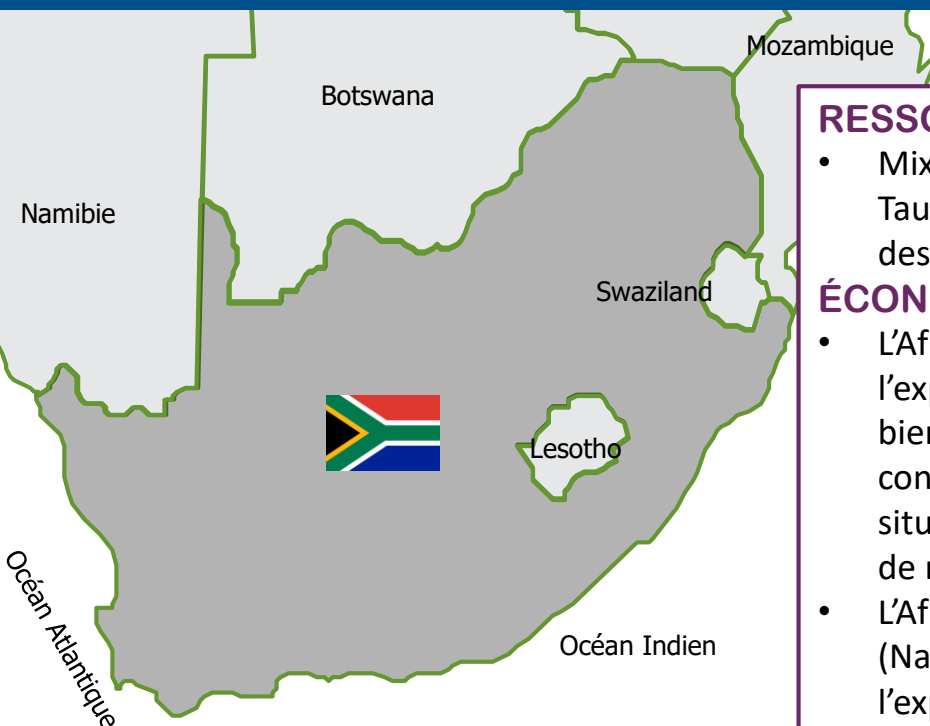 Mozambique
Botswana
Namibie
Swaziland
Lesotho
Océan Atlantique
Océan Indien
RESSO
• Mix
Tau
des
ÉCON
• L’Af
l’exp
bien
con
situ
de r
• L’Af
(Na
l’exp